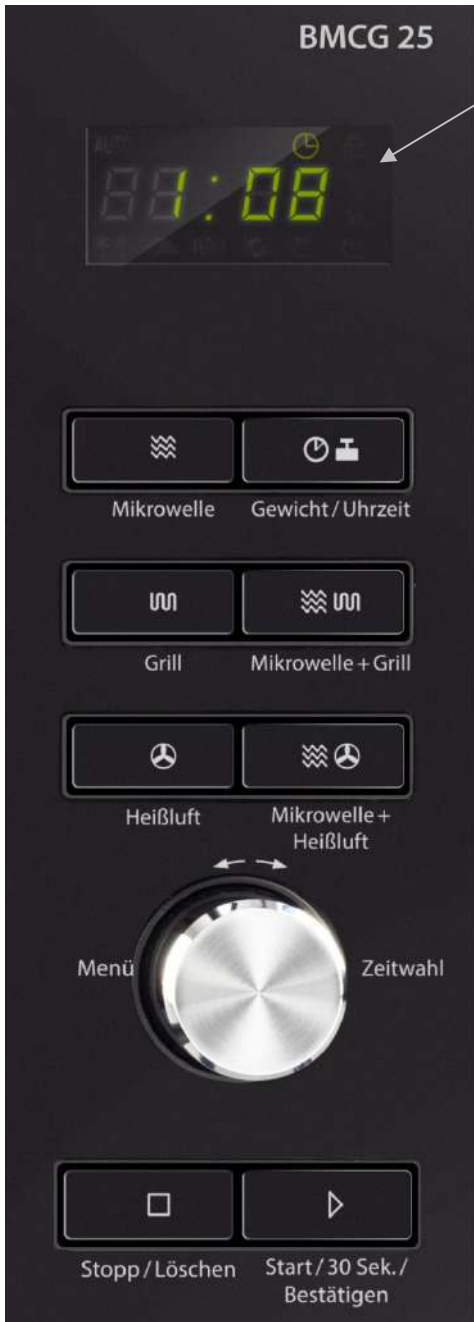 BMCG 25
AUTO
1:08
Mikrowelle Gewicht / Uhrzeit
Grill Mikrowelle + Grill
Heißluft Mikrowelle +
Heißluft
Menü Zeitwahl
Stopp / Löschen Start / 30 Sek. /
Bestätigen